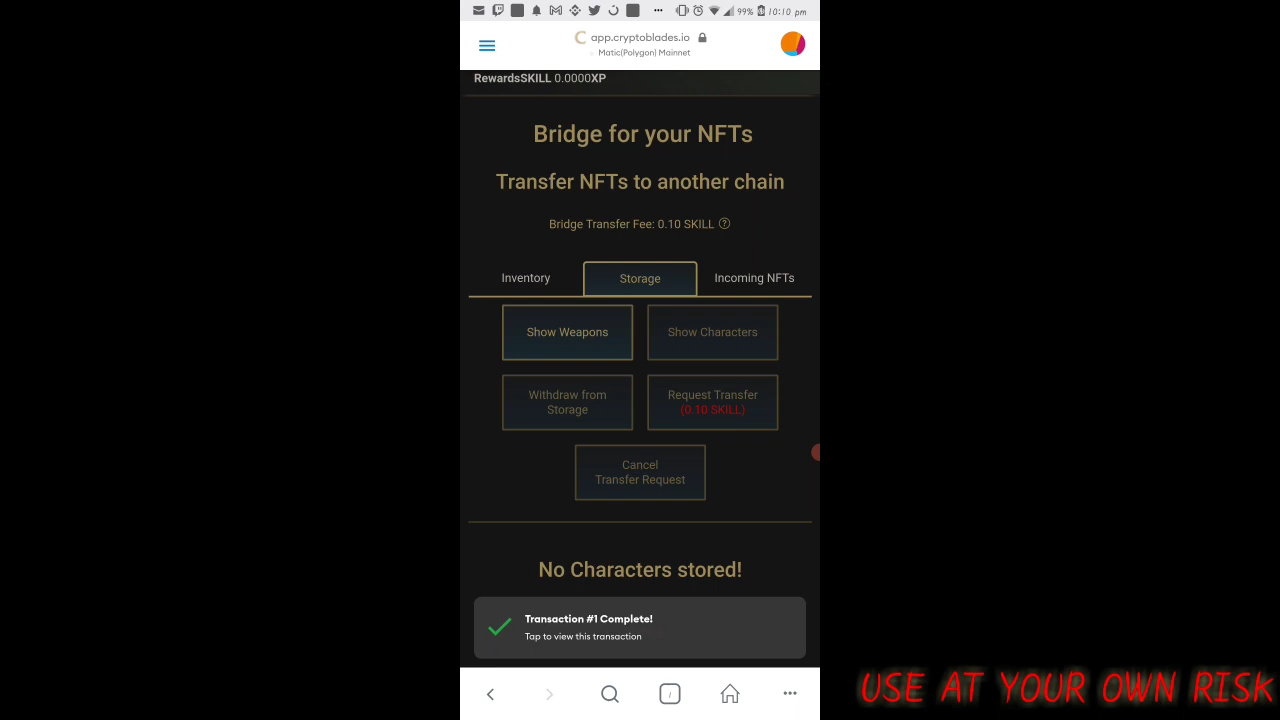 99% 10:10 pm
app.cryptoblades.io
Matic(Polygon) Mainnet
RewardsSKILL 0.0000XP
Bridge for your NFTs
Transfer NFTs to another chain
Bridge Transfer Fee: 0.10 SKILL ?
Inventory Storage Incoming NFTs
Show Weapons
Show Characters
Withdraw from
Storage
Request Transfer
(0.10 SKILL)
Cancel
Transfer Request
No Characters stored!
Transaction #1 Complete!
Tap to view this transaction
USE AT YOUR OWN RISK